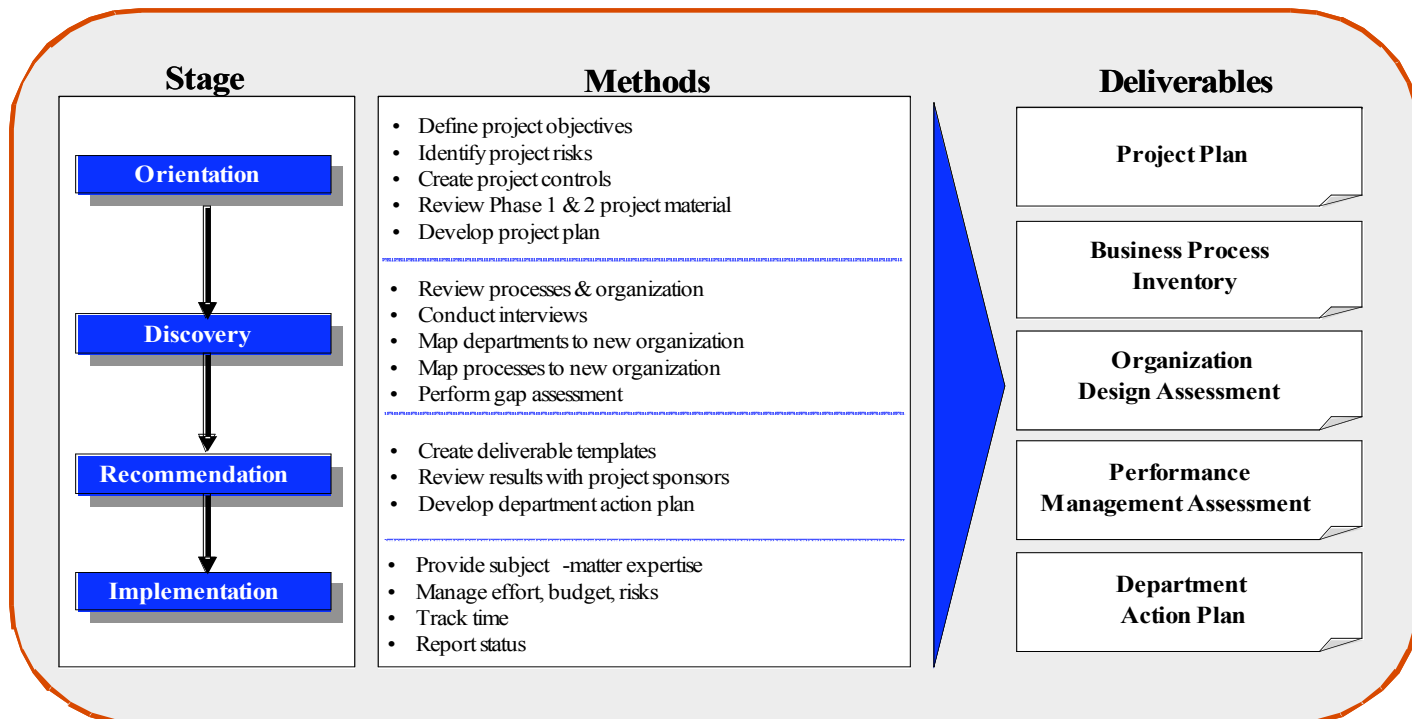 Stage
Orientation
Discovery
Recommendation
Implementation
Methods
• Define project objectives
• Identify project risks
• Create project controls
• Review Phase 1 & 2 project material
• Develop project plan
• Review processes & organization
• Conduct interviews
• Map departments to new organization
• Map processes to new organization
• Perform gap assessment
• Create deliverable templates
• Review results with project sponsors
• Develop department action plan
• Provide subject -matter expertise
• Manage effort, budget, risks
• Track time
• Report status
Deliverables
Project Plan
Business Process
Inventory
Organization
Design Assessment
Performance
Management Assessment
Department
Action Plan